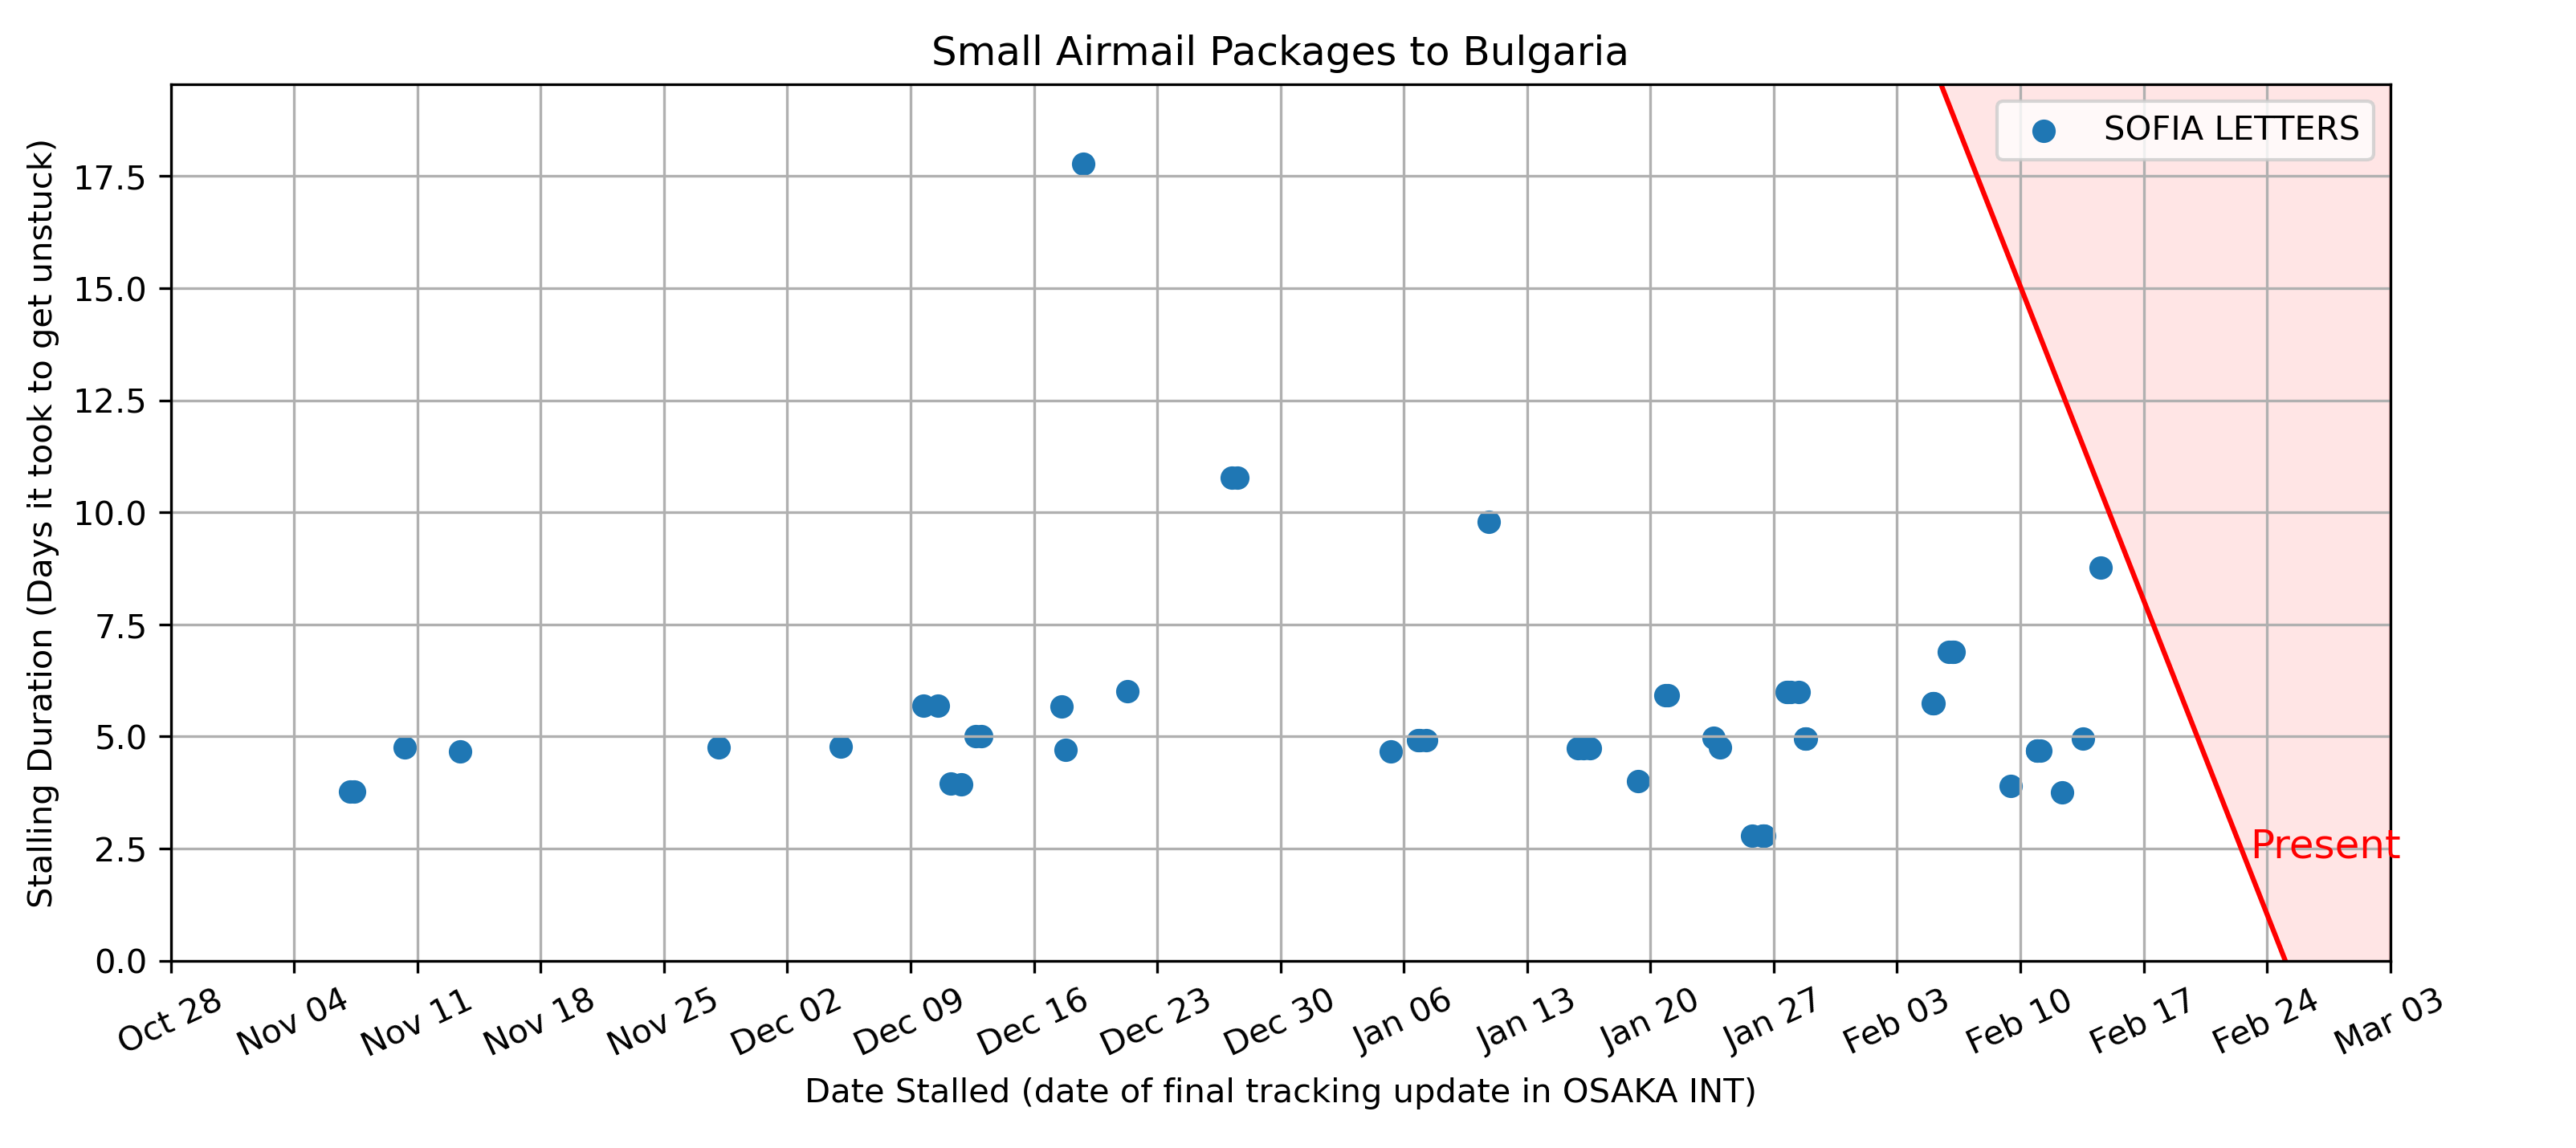 Small Airmail Packages to Bulgaria
SOFIA LETTERS
Stalling Duration (Days it took to get unstuck)
17.5
15.0
12.5
10.0
7.5
5.0
2.5
0.0
Present
Oct 28
Nov 04
Nov 11
Nov 18
Nov 25
Dec 02
Dec 09
Dec 16
Dec 23
Dec 30
Jan 06
Jan 13
Jan 20
Jan 27
Feb 03
Feb 10
Feb 17
Feb 24
Mar 03
Date Stalled (date of final tracking update in OSAKA INT)